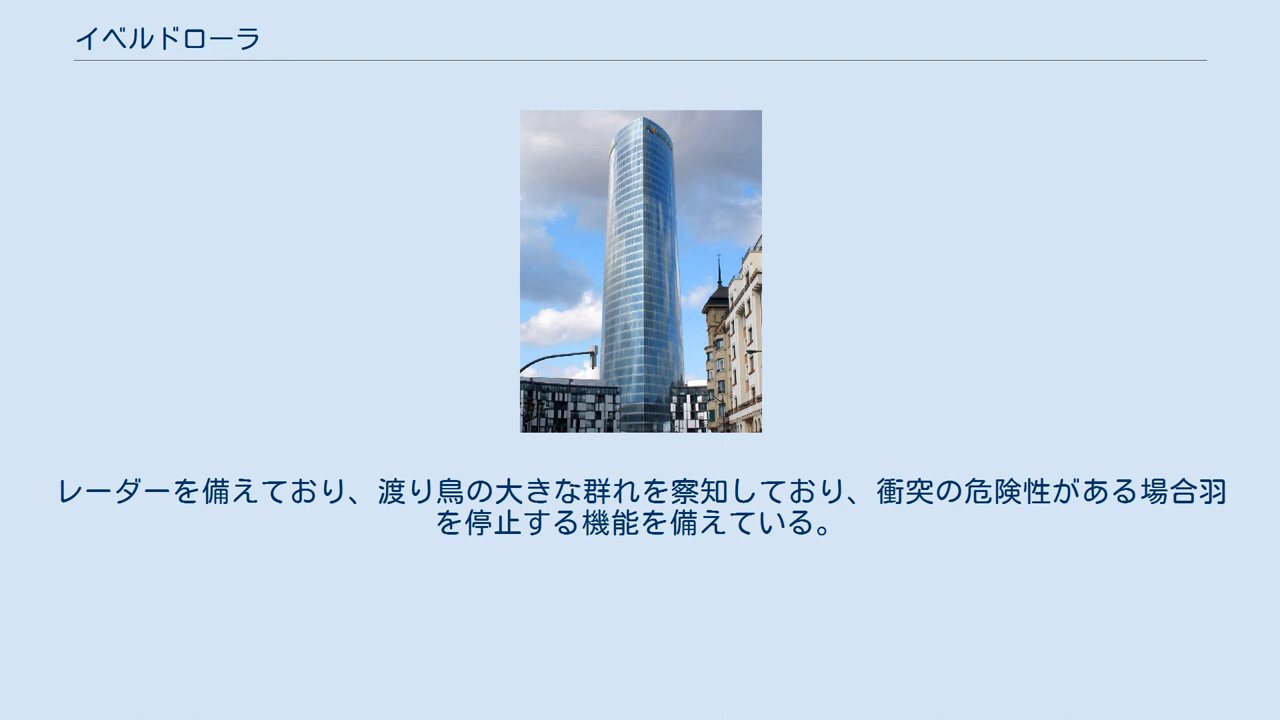 イベルドローラ
レーダーを備えており、渡り鳥の大きな群れを察知しており、衝突の危険性がある場合羽
を停止する機能を備えている。